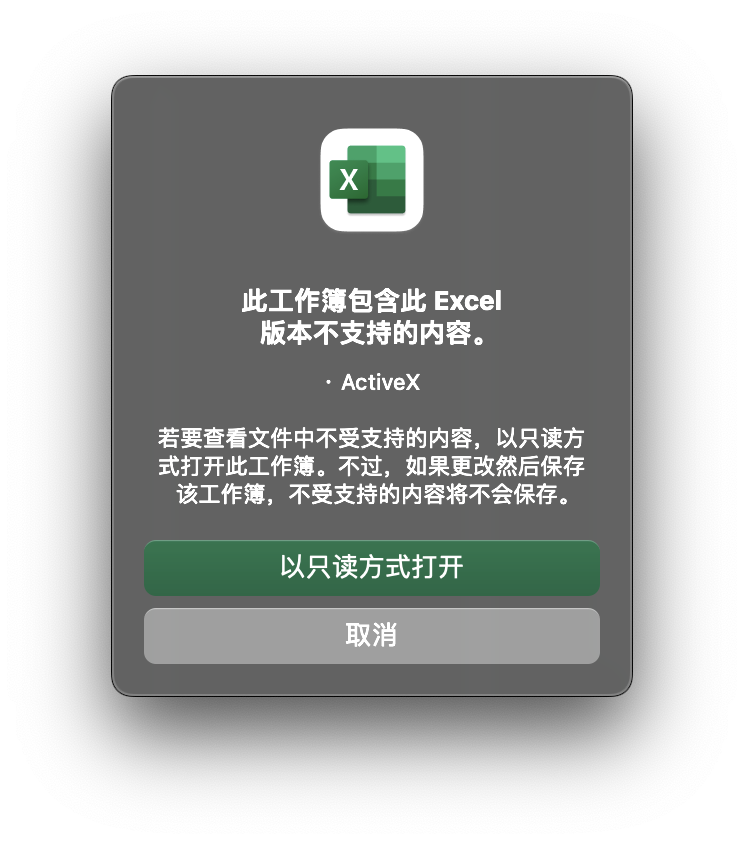 X
此工作簿包含此 Excel
版本不支持的内容。
· ActiveX
若要查看文件中不受支持的内容，以只读方
式打开此工作簿。不过，如果更改然后保存
该工作簿，不受支持的内容将不会保存。
以只读方式打开
取消